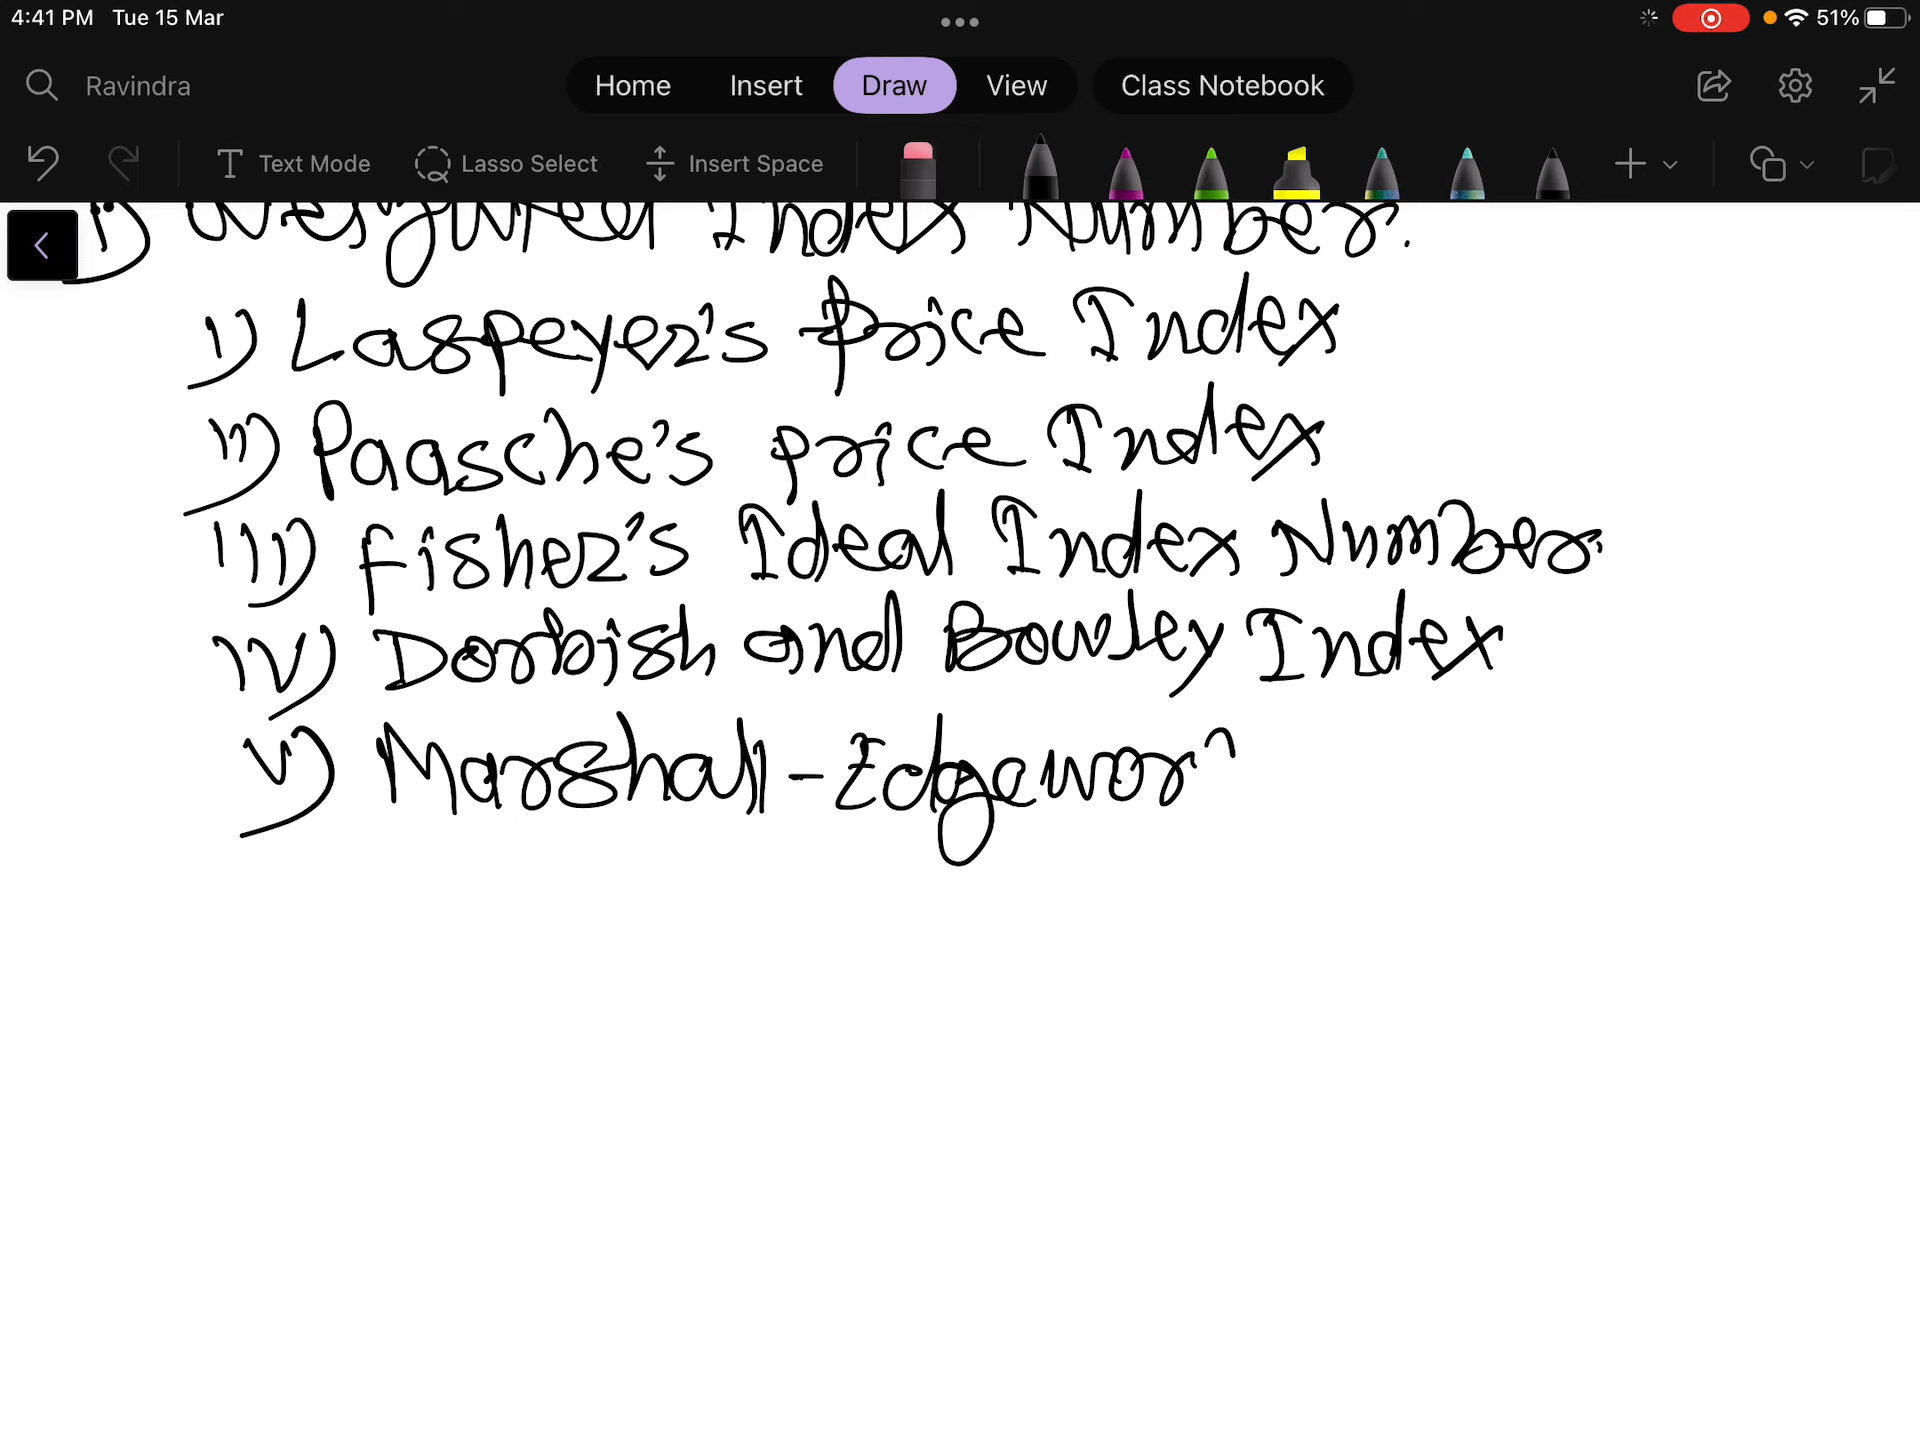 4:41 PM Tue 15 Mar 51%
Ravindra Home Insert Draw View Class Notebook
Text Mode Lasso Select Insert Space
Weighted Index Number.
i) Laspeyer's Price Index
ii) Paasche's price Index
iii) Fisher's Ideal Index Number.
iv) Dorbish and Bowley Index
v) Marshall-Edgewor